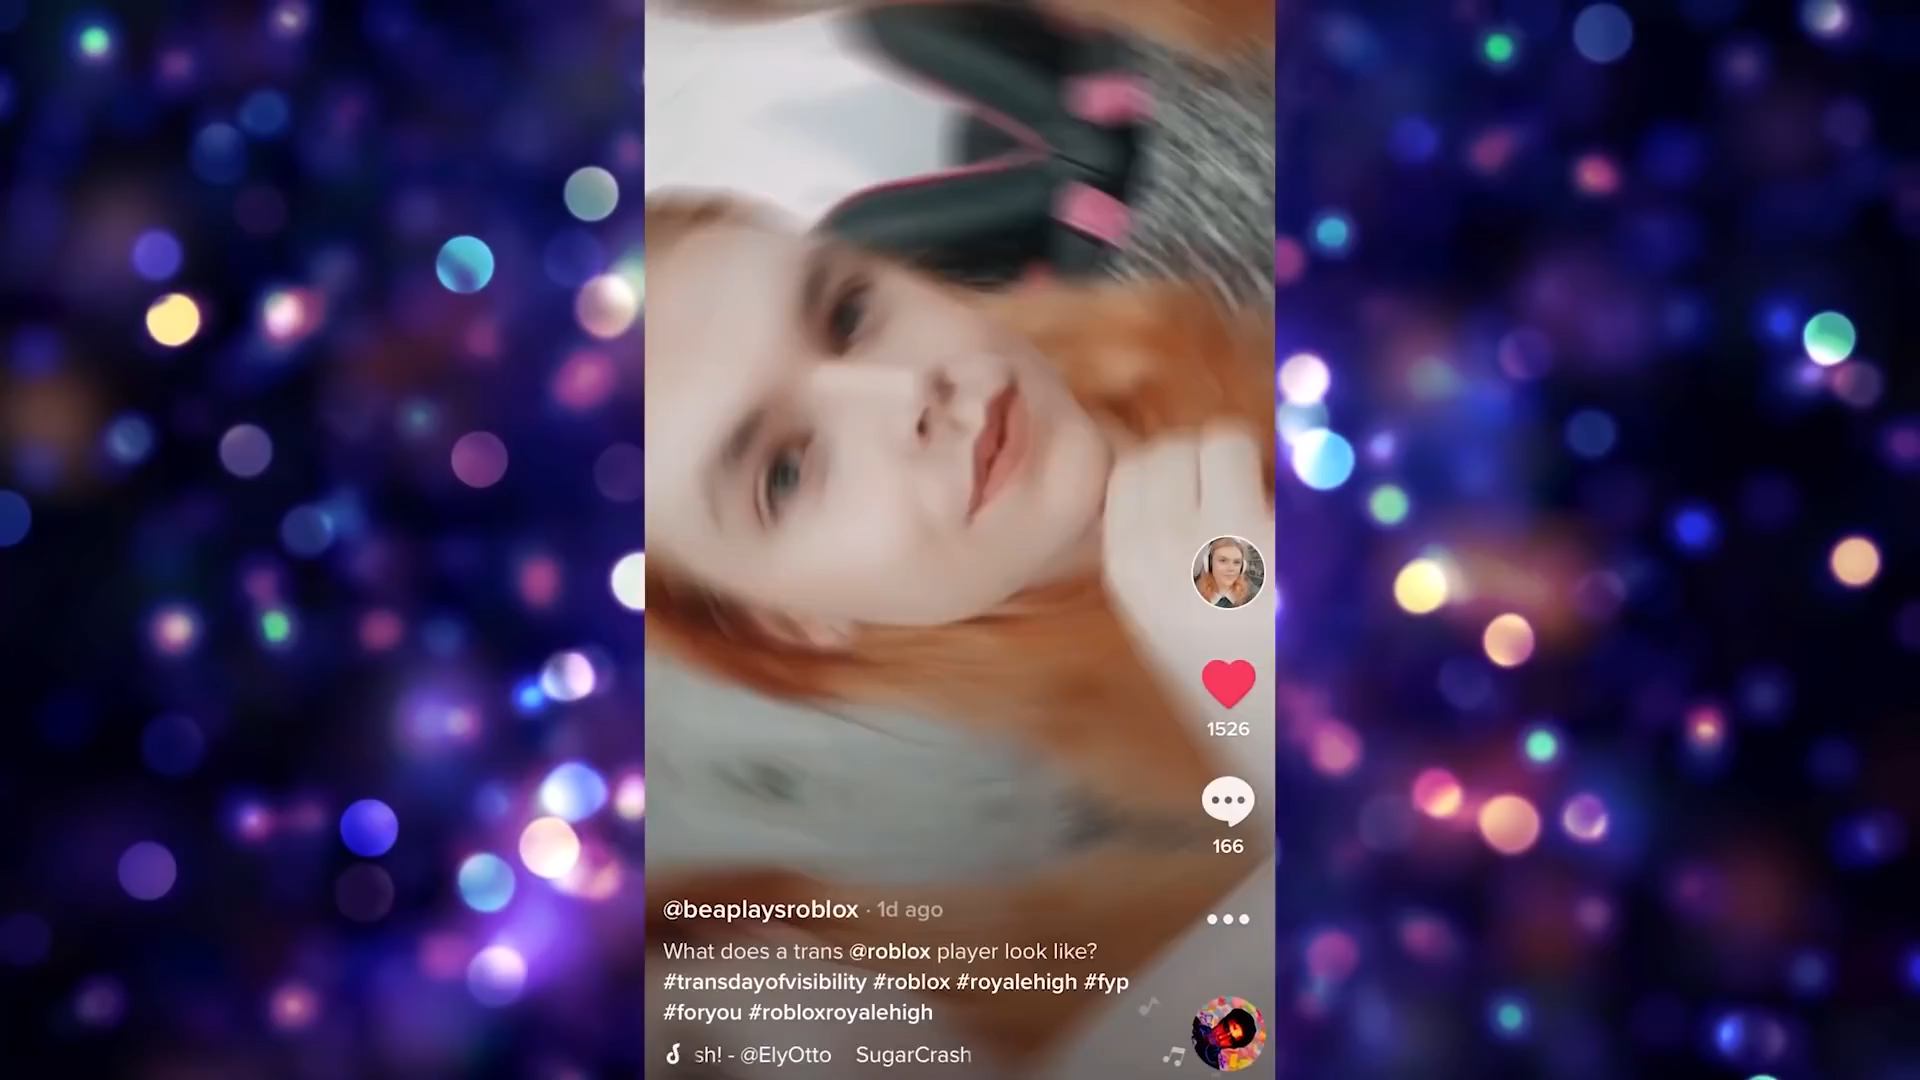 1526
166
@beaplaysroblox · 1d ago
What does a trans @roblox player look like?
#transdayofvisibility #roblox #royalehigh #fyp
#foryou #robloxroyalehigh
sh! - @ElyOtto SugarCrash